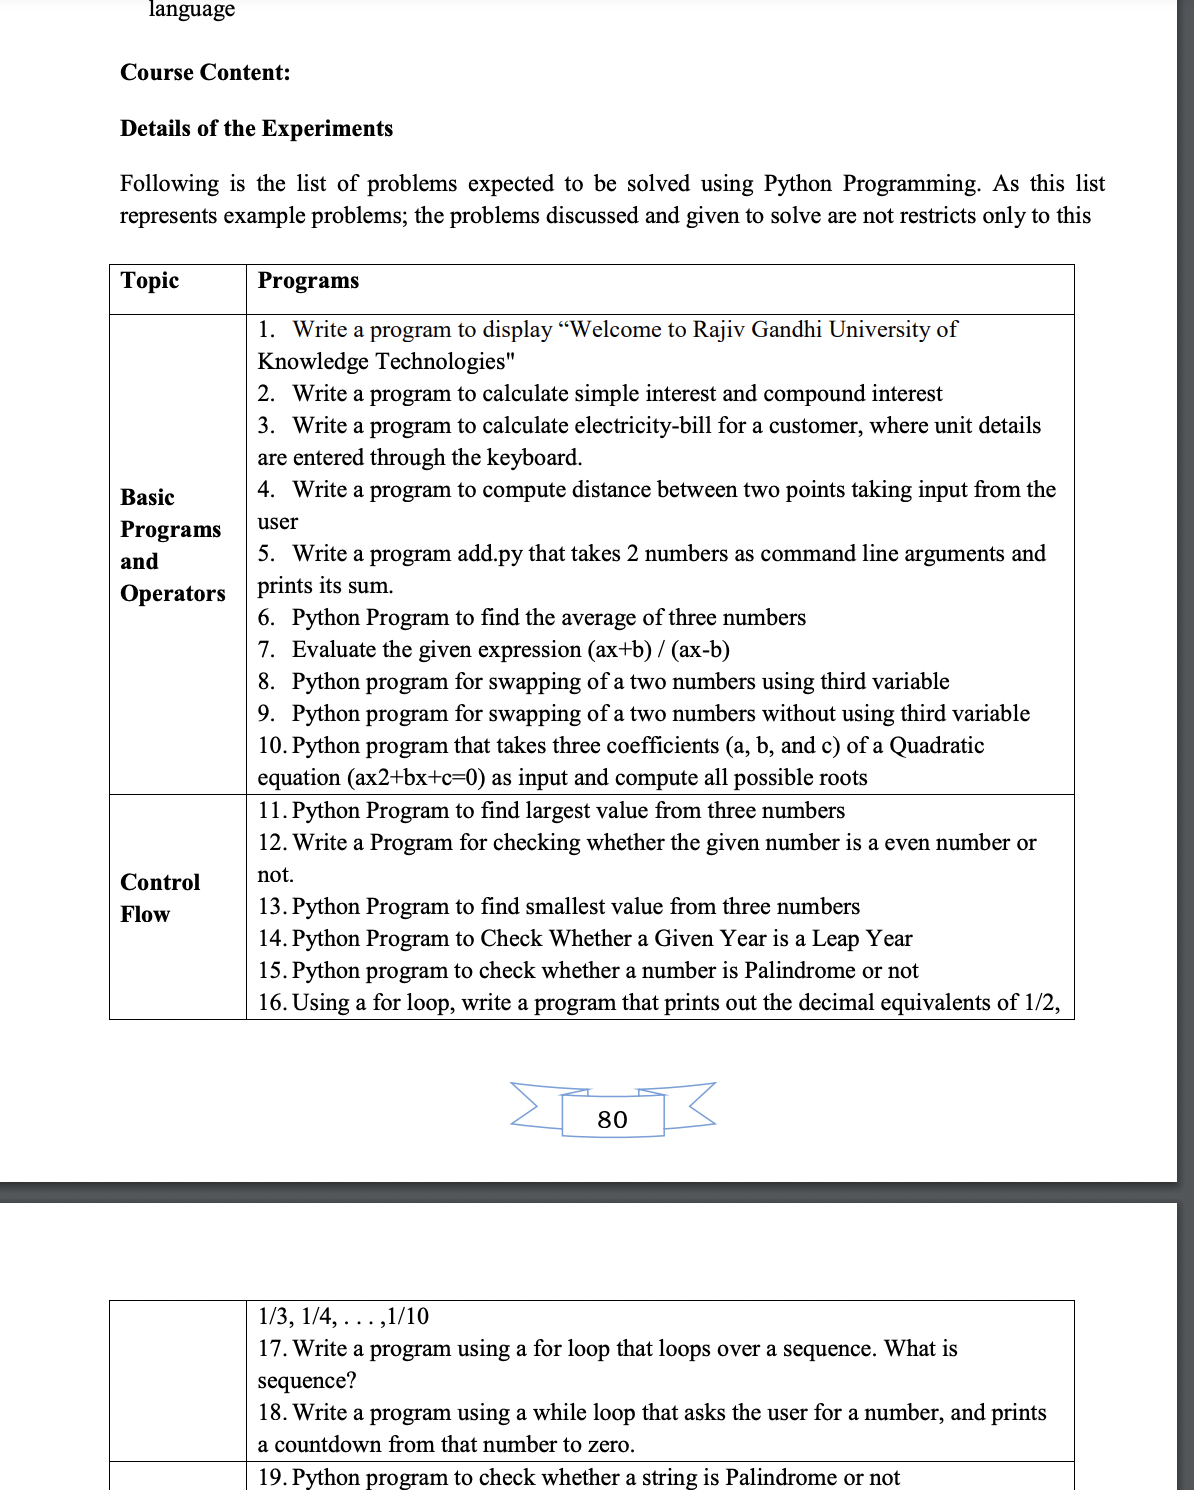 language
Course Content:
Details of the Experiments
Following is the list of problems expected to be solved using Python Programming. As this list
represents example problems; the problems discussed and given to solve are not restricts only to this
Topic
Programs
Basic
Programs
and
Operators
1. Write a program to display “Welcome to Rajiv Gandhi University of
Knowledge Technologies"
2. Write a program to calculate simple interest and compound interest
3. Write a program to calculate electricity-bill for a customer, where unit details
are entered through the keyboard.
4. Write a program to compute distance between two points taking input from the
user
5. Write a program add.py that takes 2 numbers as command line arguments and
prints its sum.
6. Python Program to find the average of three numbers
7. Evaluate the given expression (ax+b) / (ax-b)
8. Python program for swapping of a two numbers using third variable
9. Python program for swapping of a two numbers without using third variable
10. Python program that takes three coefficients (a, b, and c) of a Quadratic
equation (ax2+bx+c=0) as input and compute all possible roots
Control
Flow
11. Python Program to find largest value from three numbers
12. Write a Program for checking whether the given number is a even number or
not.
13. Python Program to find smallest value from three numbers
14. Python Program to Check Whether a Given Year is a Leap Year
15. Python program to check whether a number is Palindrome or not
16. Using a for loop, write a program that prints out the decimal equivalents of 1/2,
80
1/3, 1/4, . . . ,1/10
17. Write a program using a for loop that loops over a sequence. What is
sequence?
18. Write a program using a while loop that asks the user for a number, and prints
a countdown from that number to zero.
19. Python program to check whether a string is Palindrome or not